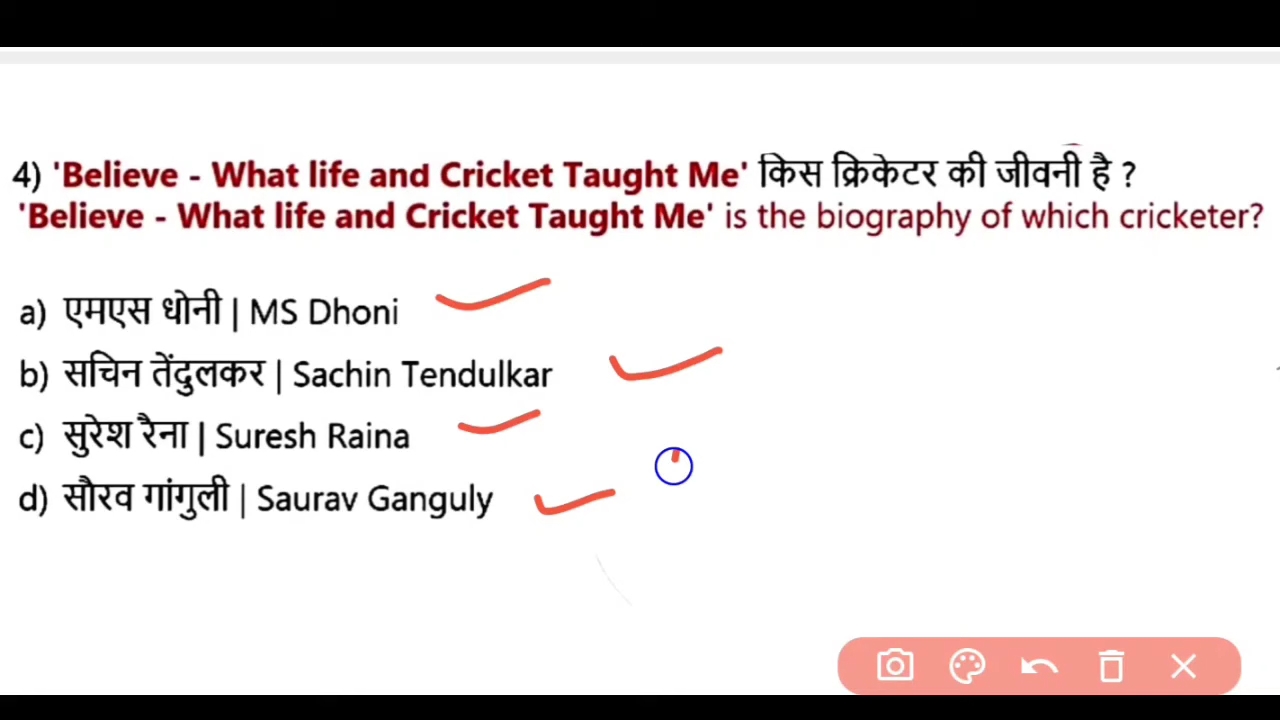 4) 'Believe - What life and Cricket Taught Me' किस क्रिकेटर की जीवनी है ?
'Believe - What life and Cricket Taught Me' is the biography of which cricketer?
a) एमएस धोनी | MS Dhoni
b) सचिन तेंदुलकर | Sachin Tendulkar
c) सुरेश रैना | Suresh Raina
d) सौरव गांगुली | Saurav Ganguly